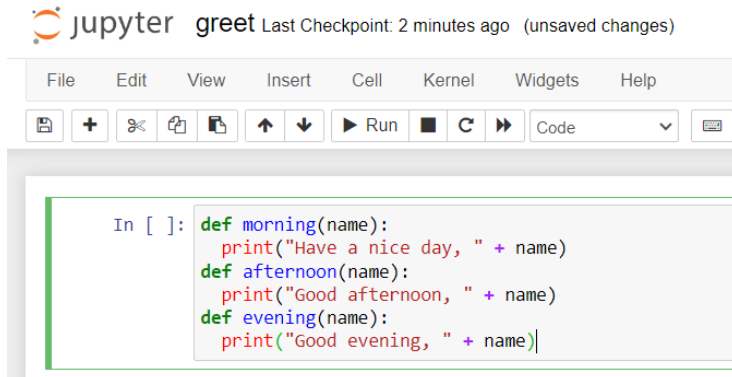 jupyter greet Last Checkpoint: 2 minutes ago (unsaved changes)
File Edit View Insert Cell Kernel Widgets Help
Run Code
In [ ]: def morning(name):
  print("Have a nice day, " + name)
def afternoon(name):
  print("Good afternoon, " + name)
def evening(name):
  print("Good evening, " + name)